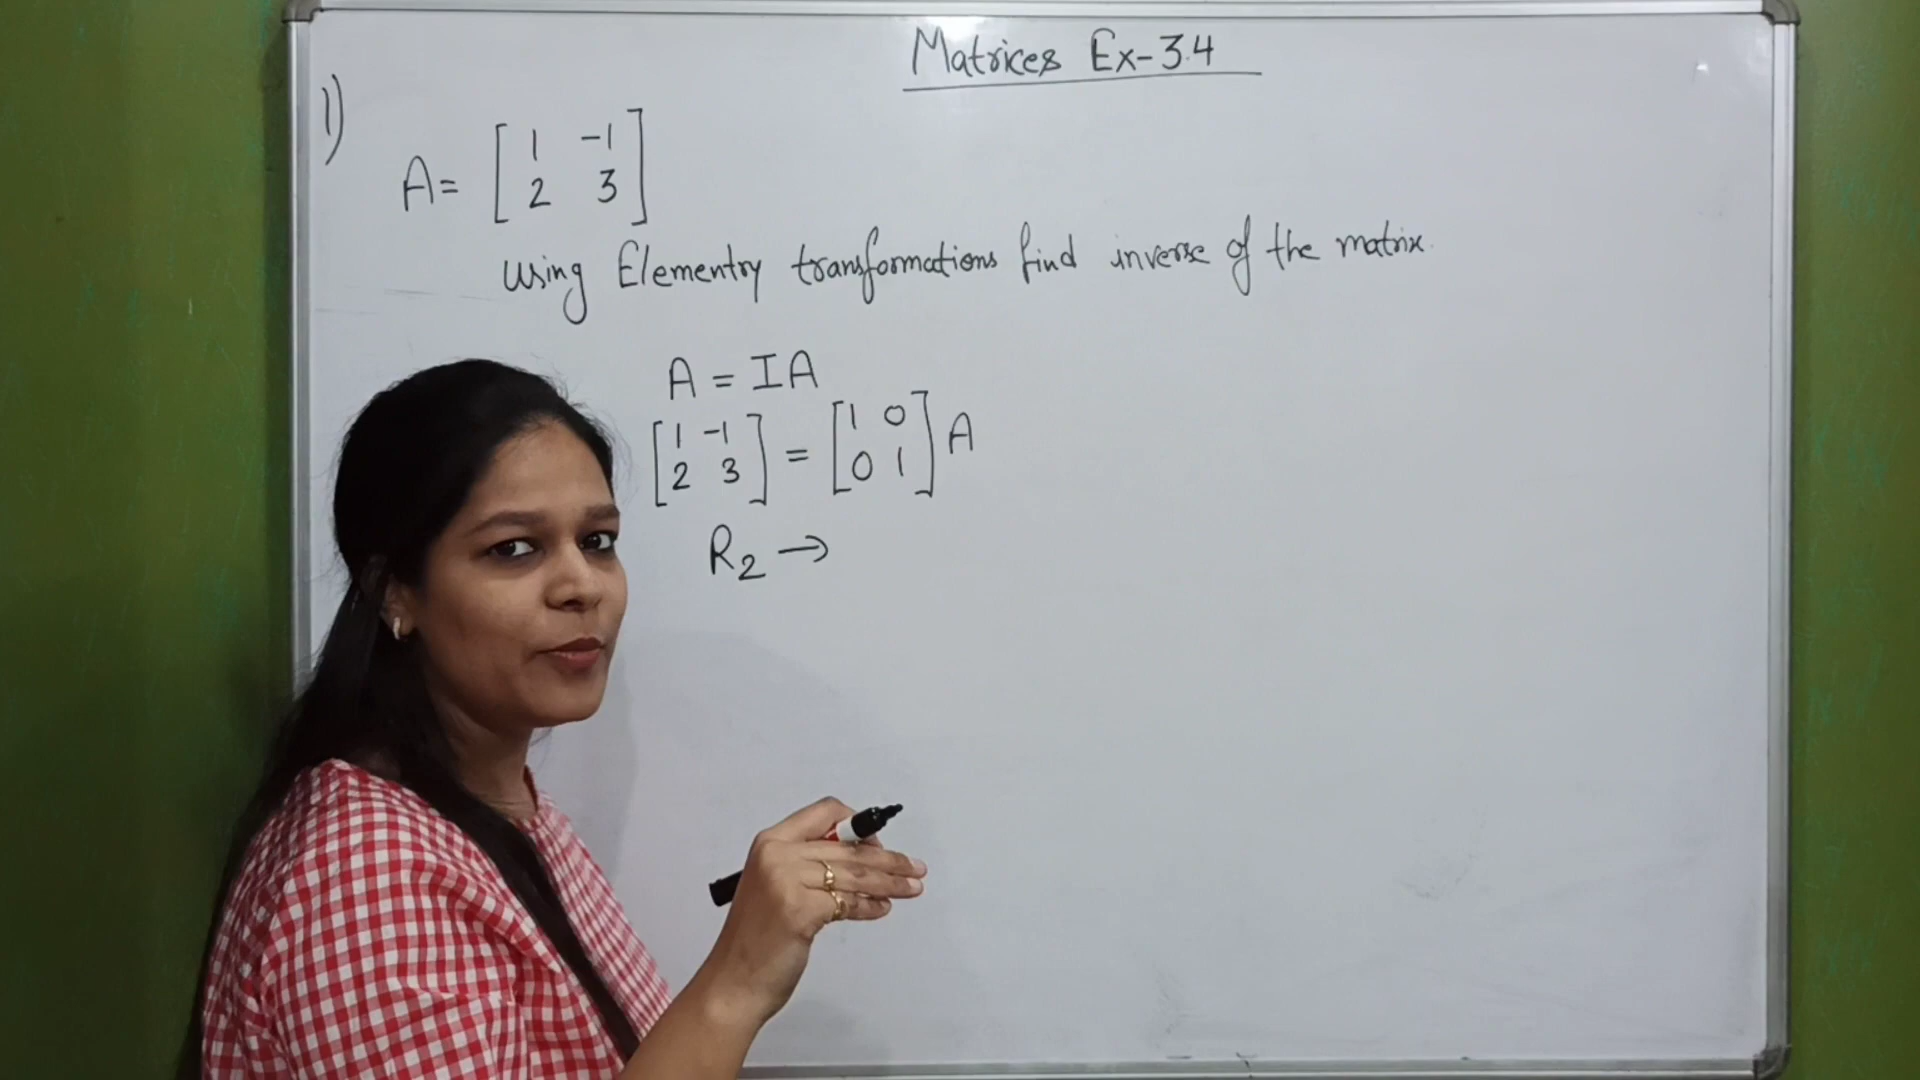 Matrices Ex-3.4
1)
A = [ 1 -1
2 3 ]
using Elementry transformations find inverse of the matrix.
A = IA
[ 1 -1
2 3 ] = [ 1 0
0 1 ] A
R2 →